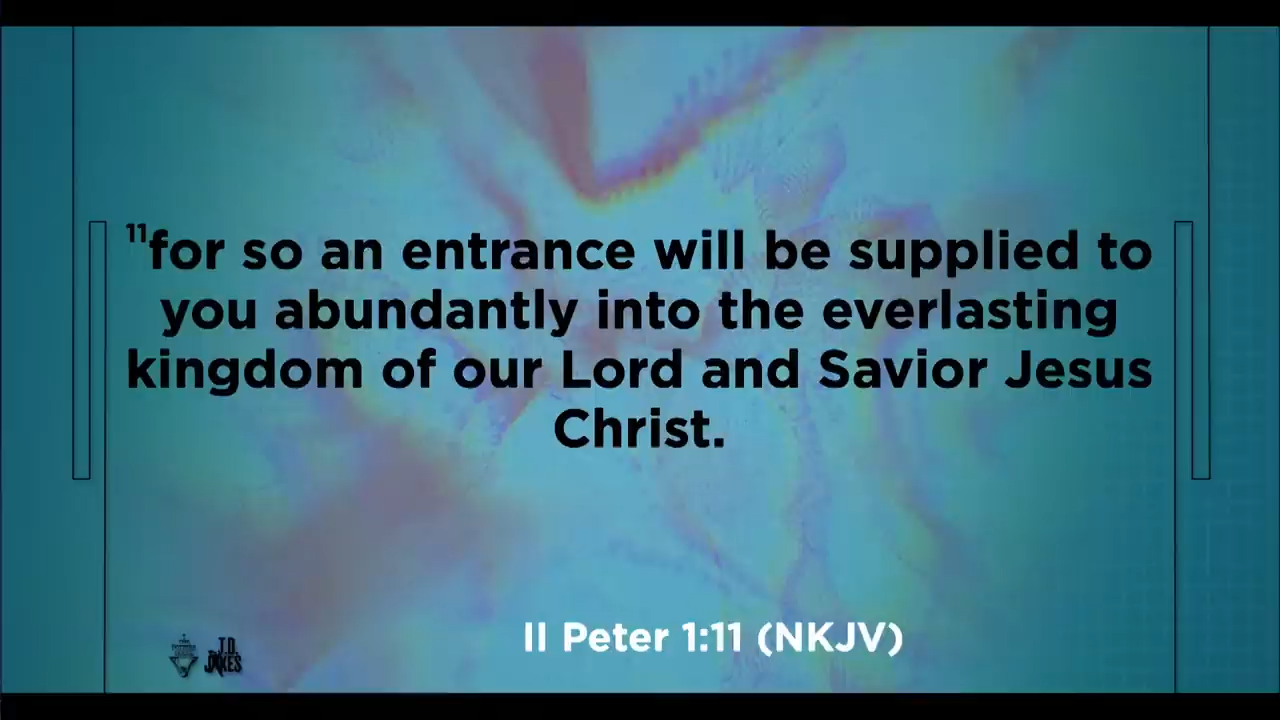 11for so an entrance will be supplied to
you abundantly into the everlasting
kingdom of our Lord and Savior Jesus
Christ.
II Peter 1:11 (NKJV)
T.D.
JAKES